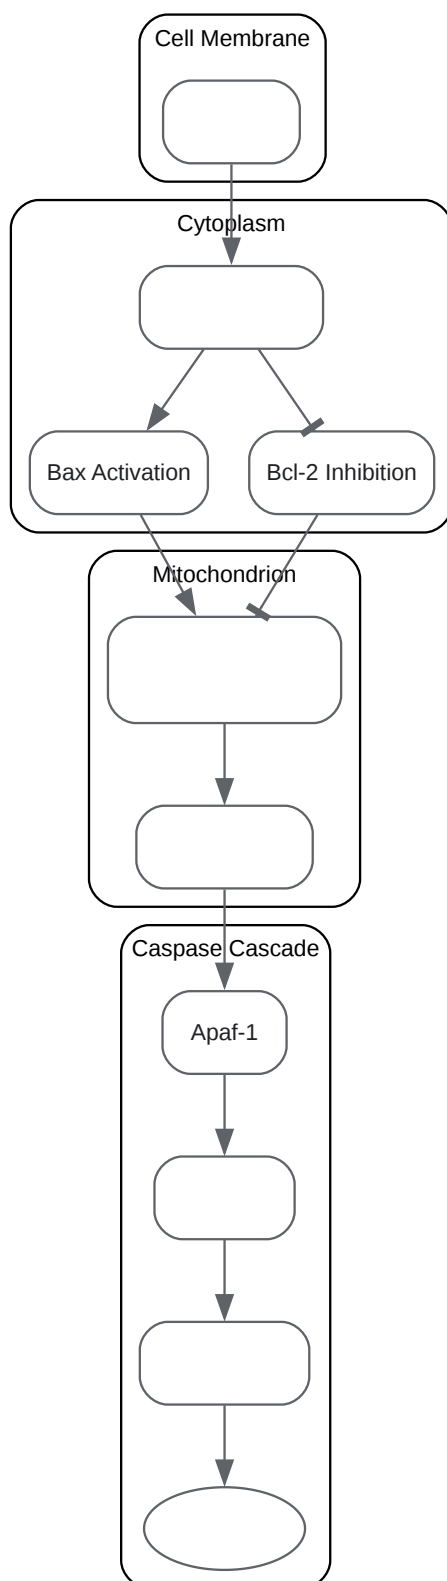 Cell Membrane
Cytoplasm
Bax Activation
Bcl-2 Inhibition
Mitochondrion
Caspase Cascade
Apaf-1